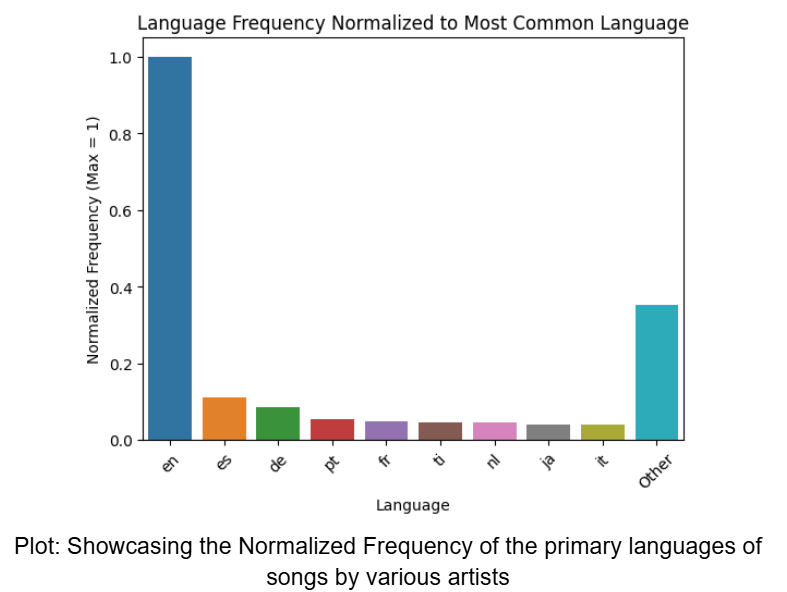 Language Frequency Normalized to Most Common Language
Normalized Frequency (Max = 1)
1.0
0.8
0.6
0.4
0.2
0.0
en es de pt fr ti nl ja it Other
Language
Plot: Showcasing the Normalized Frequency of the primary languages of
songs by various artists